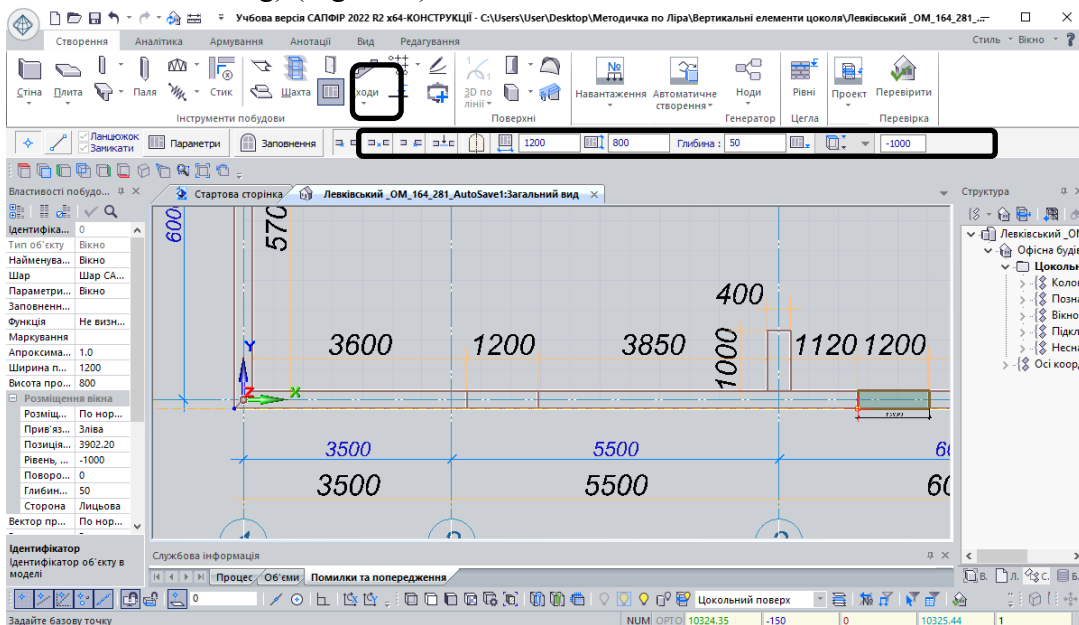 Учбова версія САПФІР 2022 R2 x64-КОНСТРУКЦІЇ - C:\Users\User\Desktop\Методичка по Ліра\Вертикальні елементи цоколя\Левківський _ОМ_164_281_...
Створення Аналітика Армування Анотації Вид Редагування Стиль Вікно
Стіна Плита Паля Стик Шахта ходи 3D по лінії Навантаження Автоматичне створення Ноди Рівні Проект Перевірити
Інструменти побудови Поверхні Генератор Цегла Перевірка
Ланцюжок
Замикати Параметри Заповнення 1200 800 Глибина: 50 -1000
Властивості побудо... Стартова сторінка Левківський _ОМ_164_281_AutoSave1:Загальний вид Структура
Ідентифіка... 0
Тип об'єкту Вікно
Найменува... Вікно
Шар Шар СА...
Параметри... Вікно
Заповненн...
Функція Не визн...
Маркування
Апроксима... 1.0
Ширина п... 1200
Висота про... 800
Розміщення вікна
Розміщ... По нор...
Прив'яз... Зліва
Позиція... 3902.20
Рівень, ... -1000
Поворо... 0
Глибин... 50
Сторона Лицьова
Вектор пр... По нор...
Ідентифікатор
Ідентифікатор об'єкту в
моделі
600
570
400
3600 1200 3850 1000 1120 1200
Y
Z X
3500 5500
3500 5500
Левківський _ОМ
Офісна будів
Цокольн
Коло
Позна
Вікно
Підкл
Несна
Осі коорд
Службова інформація
Процес Об'єми Помилки та попередження В. Л. С. Б.
0 Цокольний поверх
Задайте базову точку NUM ОРТО 10324.35 -150 0 10325.44 1